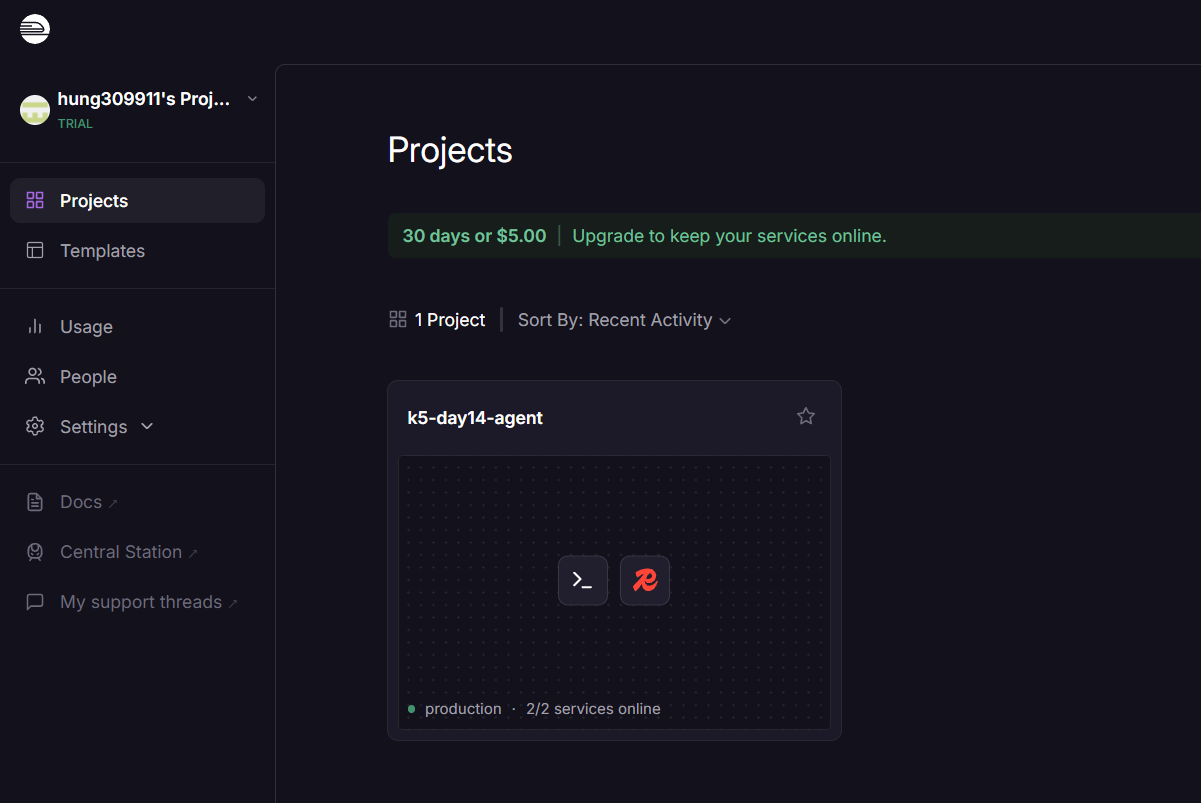 hung309911's Proj...
TRIAL
Projects
Templates
Usage
People
Settings
Docs ↗
Central Station ↗
My support threads ↗
Projects
30 days or $5.00 | Upgrade to keep your services online.
1 Project | Sort By: Recent Activity
k5-day14-agent
production · 2/2 services online